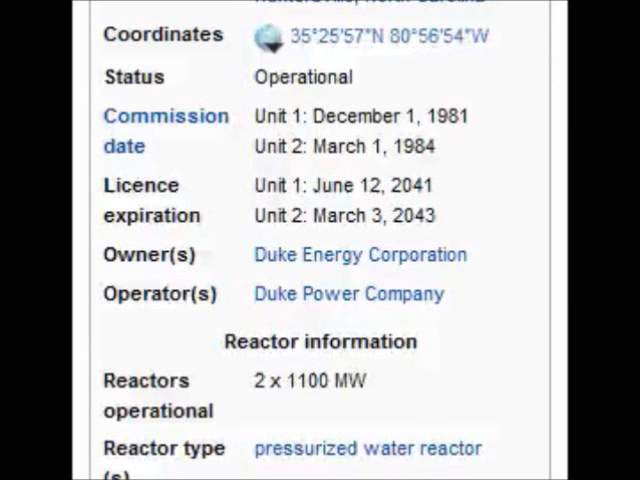 Coordinates 35°25′57″N 80°56′54″W
Status Operational
Commission Unit 1: December 1, 1981
date Unit 2: March 1, 1984
Licence Unit 1: June 12, 2041
expiration Unit 2: March 3, 2043
Owner(s) Duke Energy Corporation
Operator(s) Duke Power Company
Reactor information
Reactors 2 x 1100 MW
operational
Reactor type pressurized water reactor
(s)